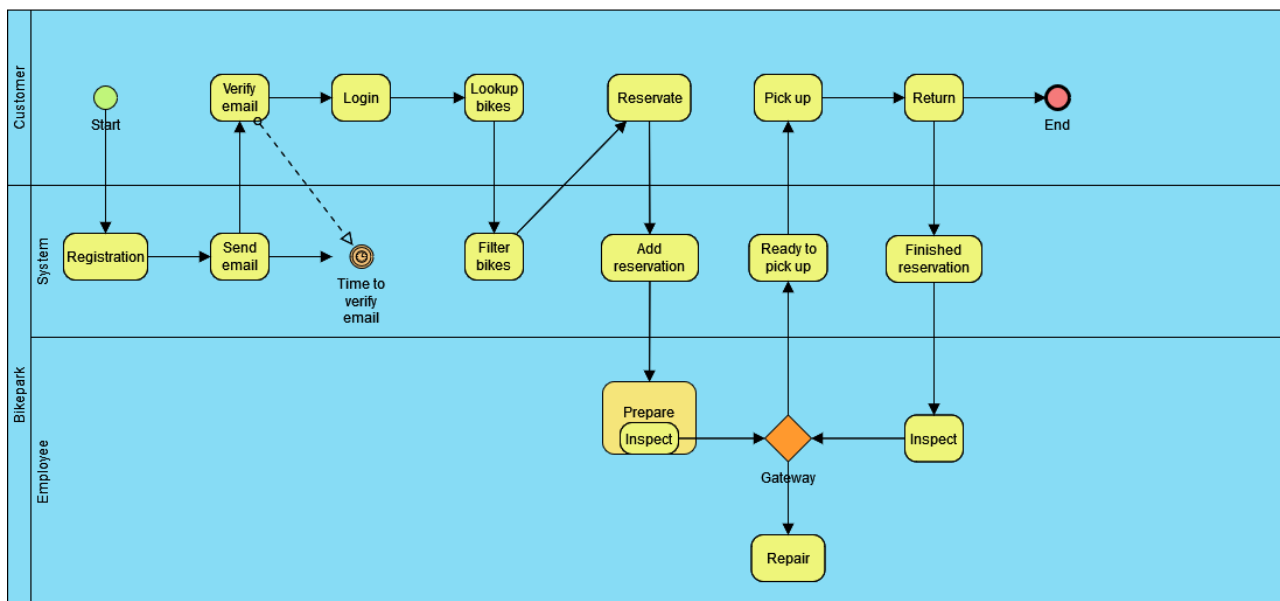 Customer
Start
Verify
email
Login
Lookup
bikes
Reservate
Pick up
Return
End
Bikepark
System
Registration
Send
email
Time to
verify
email
Filter
bikes
Add
reservation
Ready to
pick up
Finished
reservation
Employee
Prepare
Inspect
Gateway
Inspect
Repair